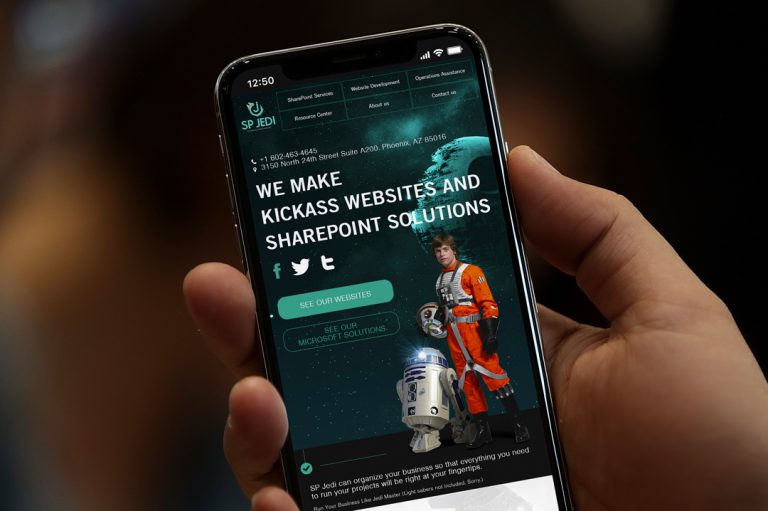 12:50
SP JEDI
SharePoint Services
Website Development
Operations Assistance
Resource Center
About us
Contact us
+1 602-463-4645
3150 North 24th Street Suite A200, Phoenix, AZ 85016
WE MAKE
KICKASS WEBSITES AND
SHAREPOINT SOLUTIONS
SEE OUR WEBSITES
SEE OUR
MICROSOFT SOLUTIONS.
SP Jedi can organize your business so that everything you need
to run your projects will be right at your fingertips.
Run Your Business Like Jedi Master (Light sabers not Included. Sorry.)